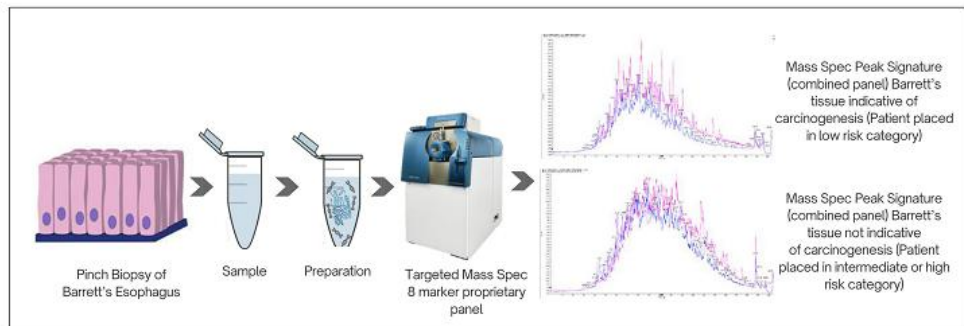 Pinch Biopsy of
Barrett's Esophagus
Sample
Preparation
Targeted Mass Spec
8 marker proprietary
panel
Mass Spec Peak Signature
(combined panel) Barrett's
tissue indicative of
carcinogenesis (Patient placed
in low risk category)
Mass Spec Peak Signature
(combined panel) Barrett's
tissue not indicative
of carcinogenesis (Patient
placed in intermediate or high
risk category)